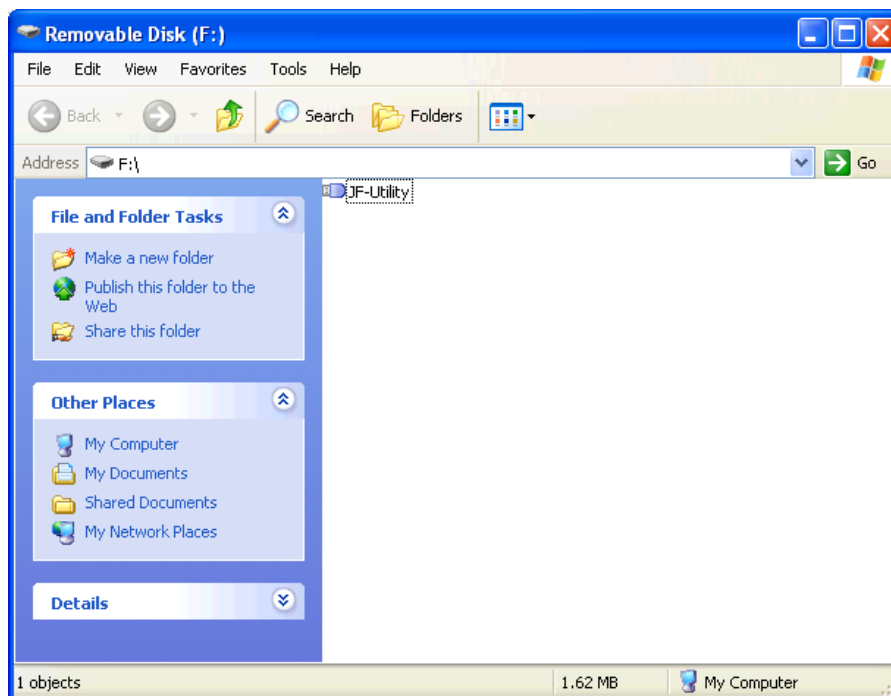 Removable Disk (F:)
File Edit View Favorites Tools Help
Back Search Folders
Address F:\ Go
JF-Utility
File and Folder Tasks
Make a new folder
Publish this folder to the
Web
Share this folder
Other Places
My Computer
My Documents
Shared Documents
My Network Places
Details
1 objects 1.62 MB My Computer